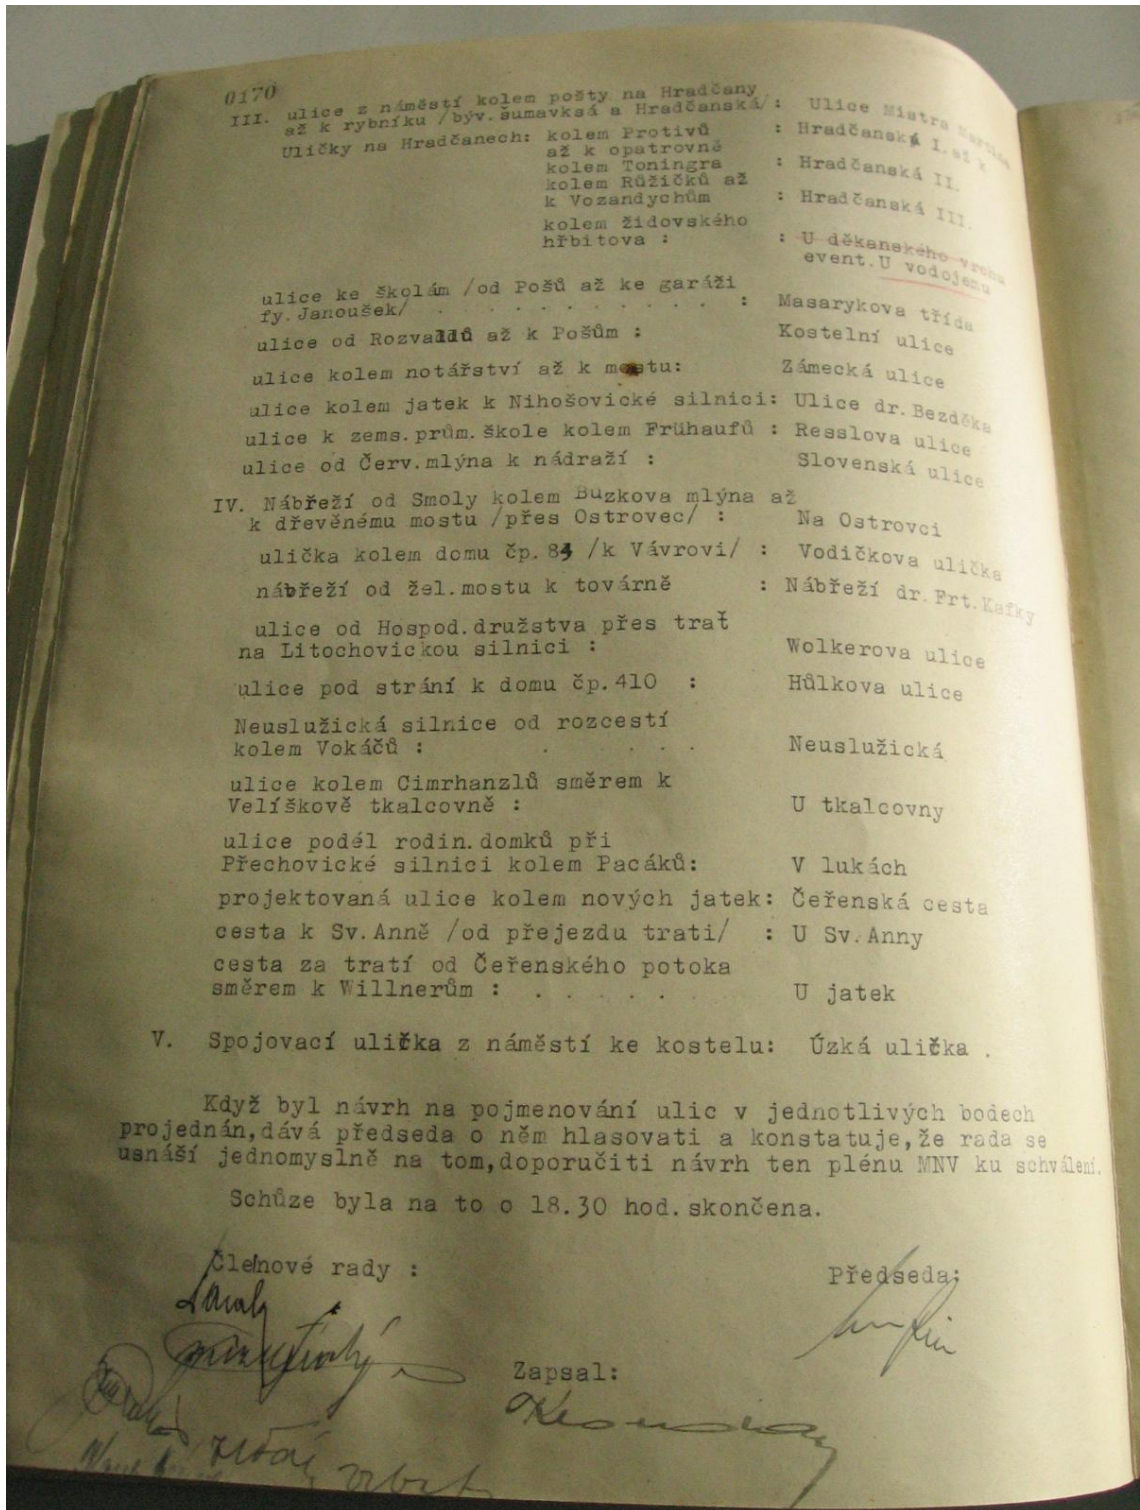 0170
III. ulice z náměstí kolem pošty na Hradčany
až k rybníku /býv. šumavksá a Hradčanská/: Ulice Mistra Martina
Uličky na Hradčanech: kolem Protivů : Hradčanská I. až k
až k opatrovně
kolem Toningra : Hradčanská II.
kolem Růžičků až
k Vozandychům : Hradčanská III.
kolem židovského
hřbitova : : U děkanského vrchu
event. U vodojemu
ulice ke školám /od Pošů až ke garáži
fy. Janoušek/ . . . . . . . . : Masarykova třída
ulice od Rozvaldů až k Pošům : Kostelní ulice
ulice kolem notářství až k mostu: Zámecká ulice
ulice kolem jatek k Nihošovické silnici: Ulice dr. Bezděka
ulice k zems. prům. škole kolem Frühaufů : Resslova ulice
ulice od Červ. mlýna k nádraží : Slovenská ulice
IV. Nábřeží od Smoly kolem Buzkova mlýna až
k dřevěnému mostu /přes Ostrovec/ : Na Ostrovci
ulička kolem domu čp. 84 /k Vávrovi/ : Vodičkova ulička
nábřeží od žel. mostu k továrně : Nábřeží dr. Frt. Kafky
ulice od Hospod. družstva přes trať
na Litochovickou silnici : Wolkerova ulice
ulice pod strání k domu čp. 410 : Hůlkova ulice
Neuslužická silnice od rozcestí
kolem Vokáčů : . . . . Neuslužická
ulice kolem Cimrhanzlů směrem k
Velíškově tkalcovně : U tkalcovny
ulice podél rodin. domků při
Přechovické silnici kolem Pacáků: V lukách
projektovaná ulice kolem nových jatek: Čeřenská cesta
cesta k Sv. Anně /od přejezdu trati/ : U Sv. Anny
cesta za tratí od Čeřenského potoka
směrem k Willnerům : . . . . . U jatek
V. Spojovací ulička z náměstí ke kostelu: Úzká ulička .
Když byl návrh na pojmenování ulic v jednotlivých bodech
projednán, dává předseda o něm hlasovati a konstatuje, že rada se
usnáší jednomyslně na tom, doporučiti návrh ten plénu MNV ku schválení.
Schůze byla na to o 18.30 hod. skončena.
Členové rady :
Předseda:
Zapsal: